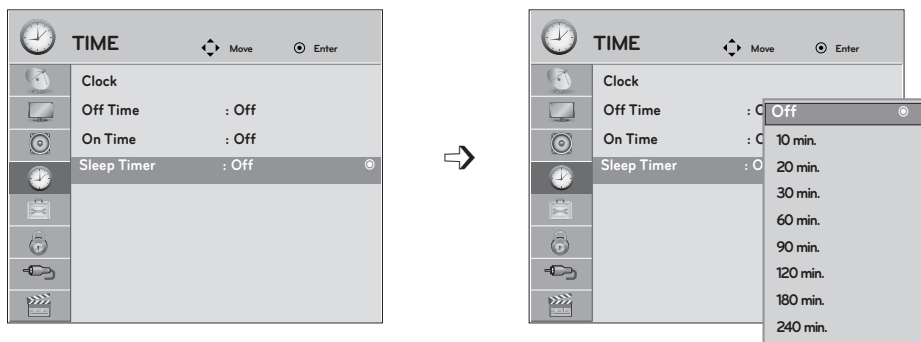 TIME Move Enter
Clock
Off Time : Off
On Time : Off
Sleep Timer : Off
TIME Move Enter
Clock
Off Time : O
On Time : O
Sleep Timer : O
Off
10 min.
20 min.
30 min.
60 min.
90 min.
120 min.
180 min.
240 min.